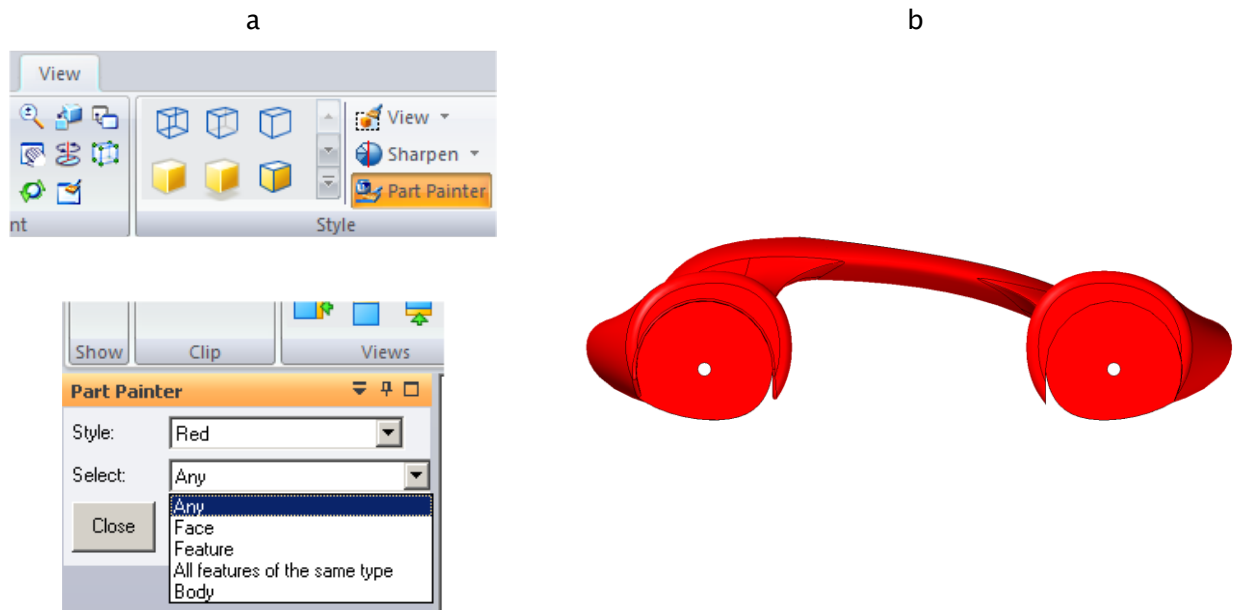 a
b
View
View
Sharpen
Part Painter
nt
Style
Show
Clip
Views
Part Painter
Style:
Red
Select:
Any
Any
Face
Feature
All features of the same type
Body
Close